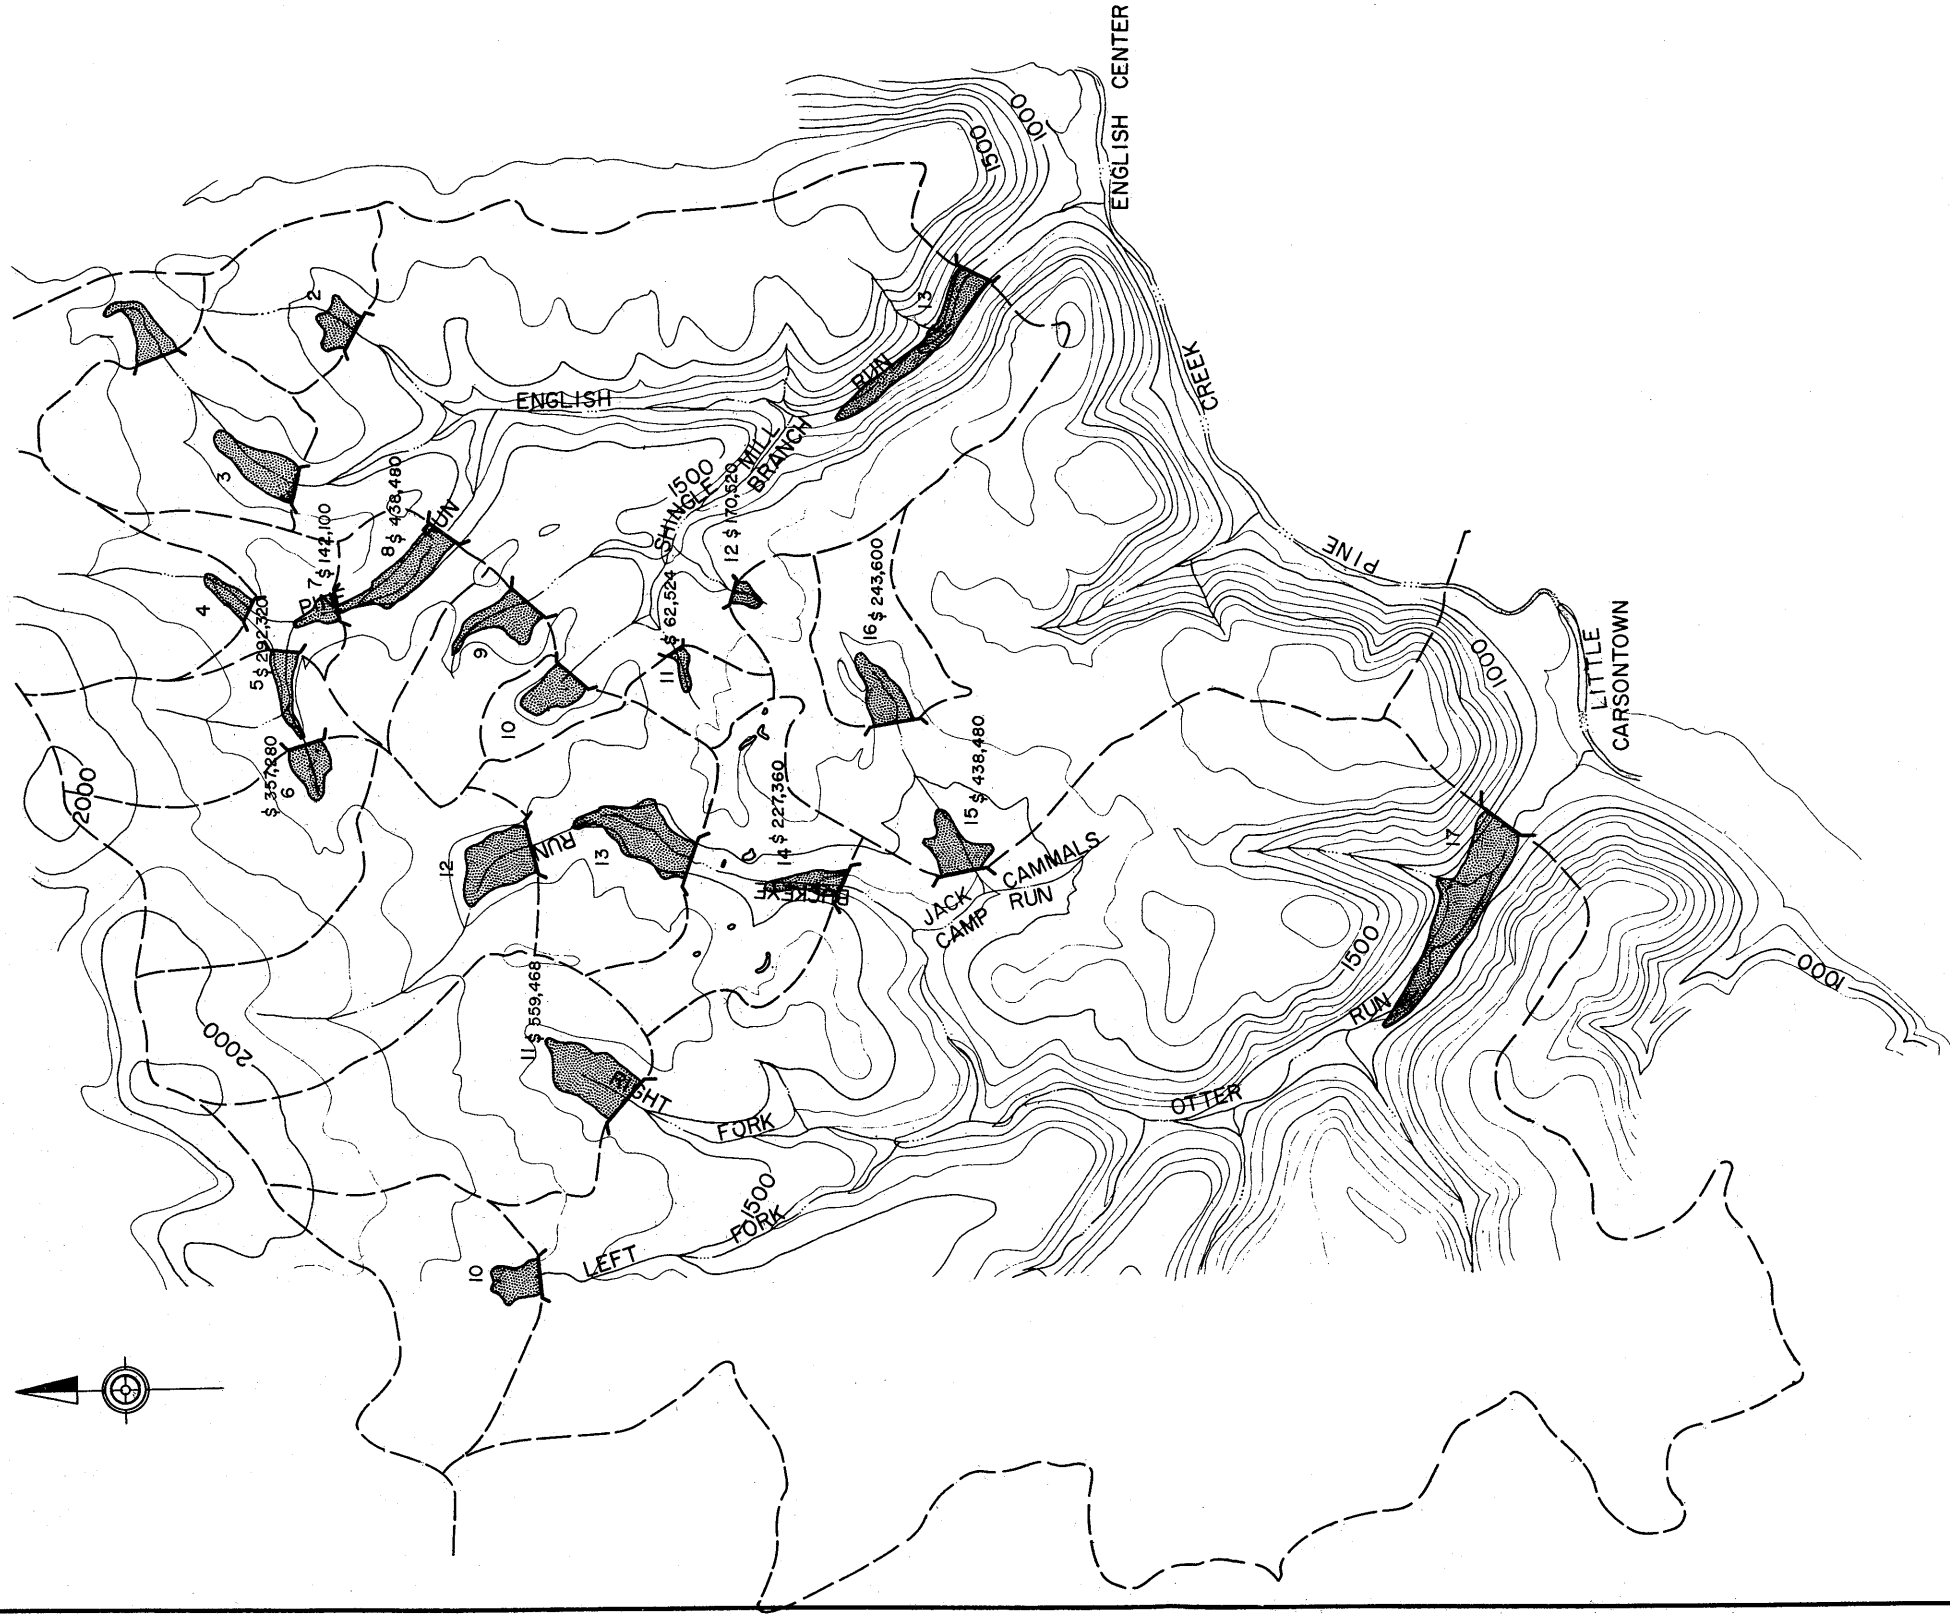 ENGLISH CENTER
1000
1500
2
13
RUN
ENGLISH
CREEK
3
1500
SHINGLE MILL
BRANCH
8 $ 438,480
RUN
7 $ 142,100
12 $ 170,520
4
5 $ 292,320
RUN
9
11 $ 62,524
16 $ 243,600
PINE
1000
LITTLE
CARSONTOWN
10
2000
$ 357,280
6
12
RUN
13
14 $ 227,360
BUCKEYE
15 $ 438,480
JACK
CAMP
CAMMALS
RUN
17
1500
RUN
1000
2000
11 $ 559,468
RIGHT
FORK
OTTER
1500
FORK
LEFT
10